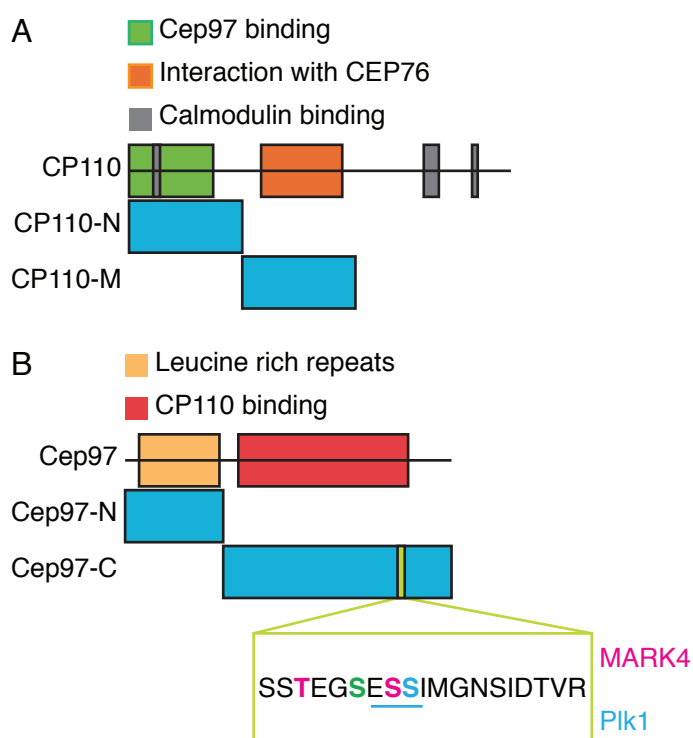 A
Cep97 binding
Interaction with CEP76
Calmodulin binding
CP110
CP110-N
CP110-M
B
Leucine rich repeats
CP110 binding
Cep97
Cep97-N
Cep97-C
MARK4
SSTEGSESSIMGNSIDTVR
Plk1